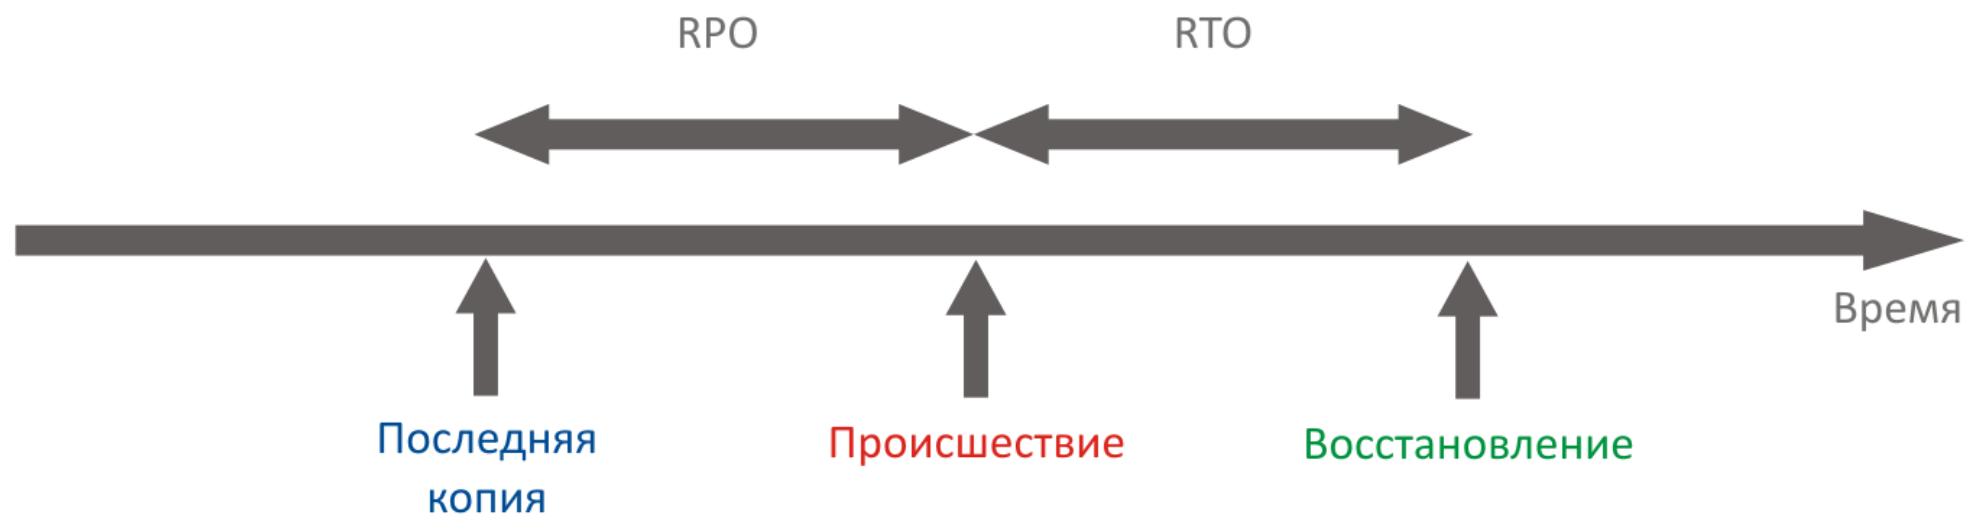 RPO
RTO
Время
Последняя
копия
Происшествие
Восстановление